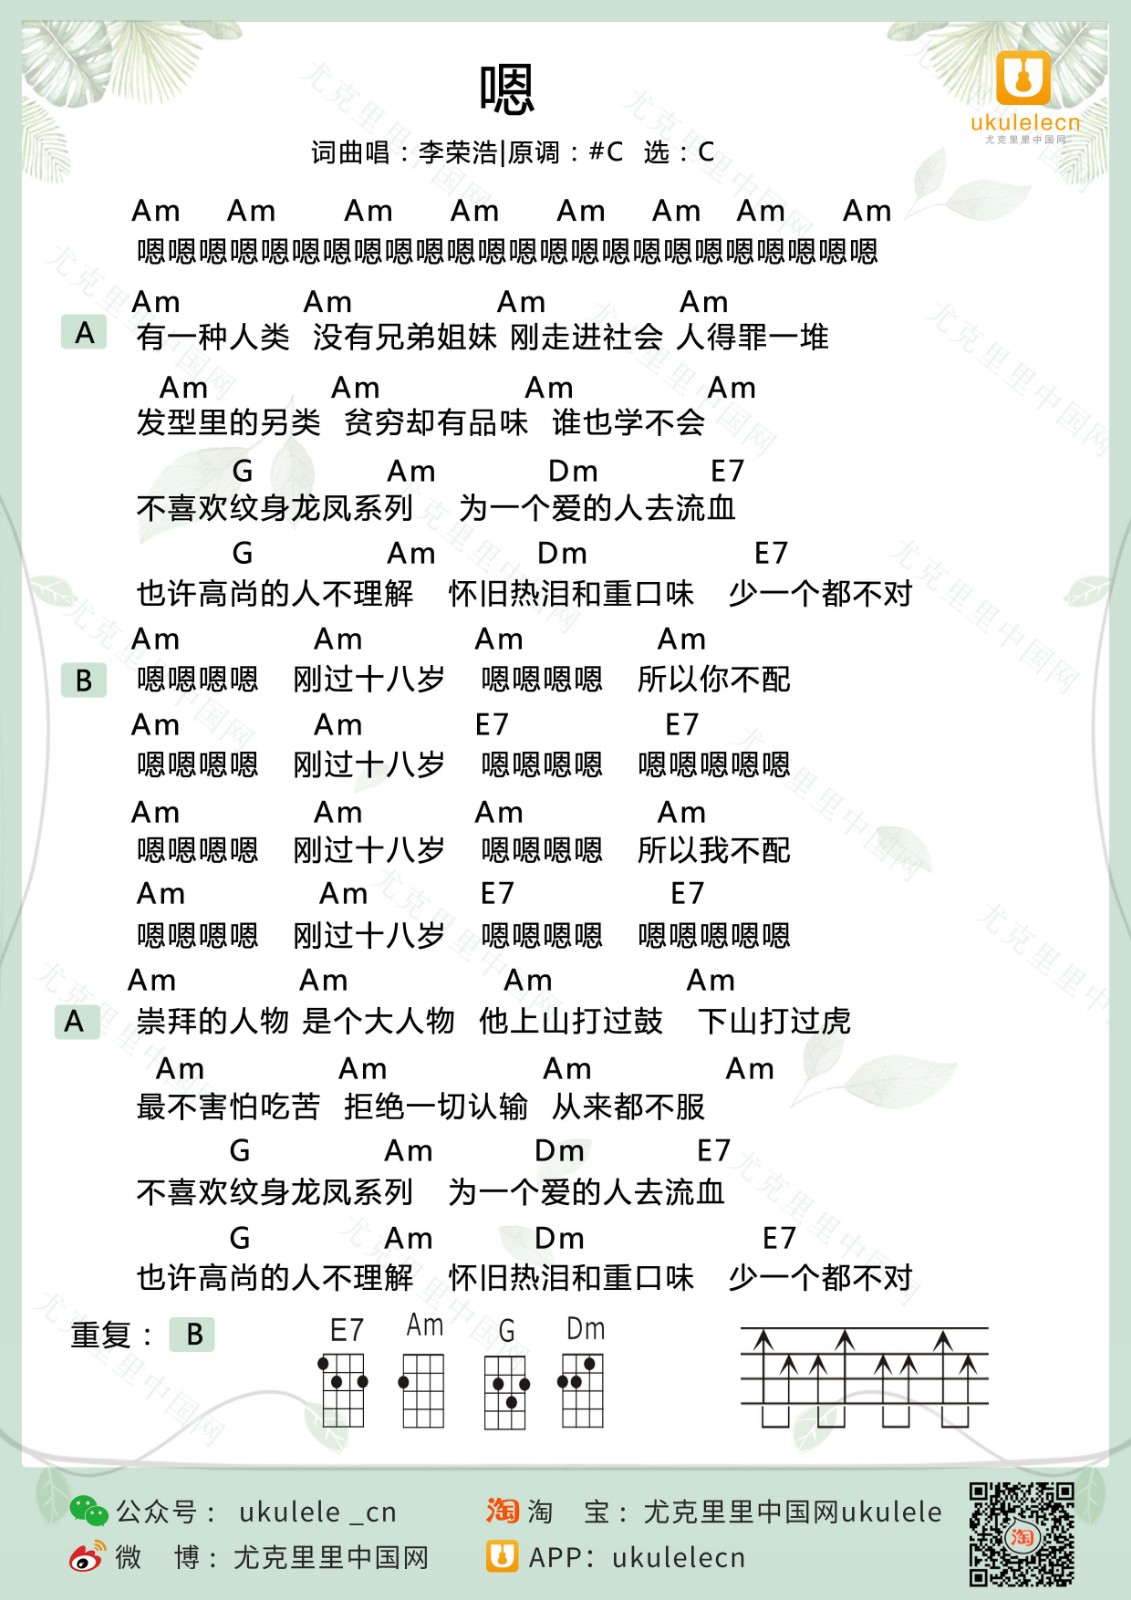 嗯
ukulelecn
尤克里里中国网
词曲唱：李荣浩|原调：#C 选：C
Am Am Am Am Am Am Am Am
嗯嗯嗯嗯嗯嗯嗯嗯嗯嗯嗯嗯嗯嗯嗯嗯嗯嗯嗯嗯嗯嗯嗯嗯
Am Am Am Am
A 有一种人类 没有兄弟姐妹 刚走进社会 人得罪一堆
Am Am Am Am
发型里的另类 贫穷却有品味 谁也学不会
G Am Dm E7
不喜欢纹身龙凤系列 为一个爱的人去流血
G Am Dm E7
也许高尚的人不理解 怀旧热泪和重口味 少一个都不对
Am Am Am Am
B 嗯嗯嗯嗯 刚过十八岁 嗯嗯嗯嗯 所以你不配
Am Am E7 E7
嗯嗯嗯嗯 刚过十八岁 嗯嗯嗯嗯 嗯嗯嗯嗯嗯
Am Am Am Am
嗯嗯嗯嗯 刚过十八岁 嗯嗯嗯嗯 所以我不配
Am Am E7 E7
嗯嗯嗯嗯 刚过十八岁 嗯嗯嗯嗯 嗯嗯嗯嗯嗯
Am Am Am Am
A 崇拜的人物 是个大人物 他上山打过鼓 下山打过虎
Am Am Am Am
最不害怕吃苦 拒绝一切认输 从来都不服
G Am Dm E7
不喜欢纹身龙凤系列 为一个爱的人去流血
G Am Dm E7
也许高尚的人不理解 怀旧热泪和重口味 少一个都不对
重复： B E7 Am G Dm
公众号： ukulele _cn 淘 淘 宝：尤克里里中国网ukulele
微 博：尤克里里中国网 APP：ukulelecn
淘